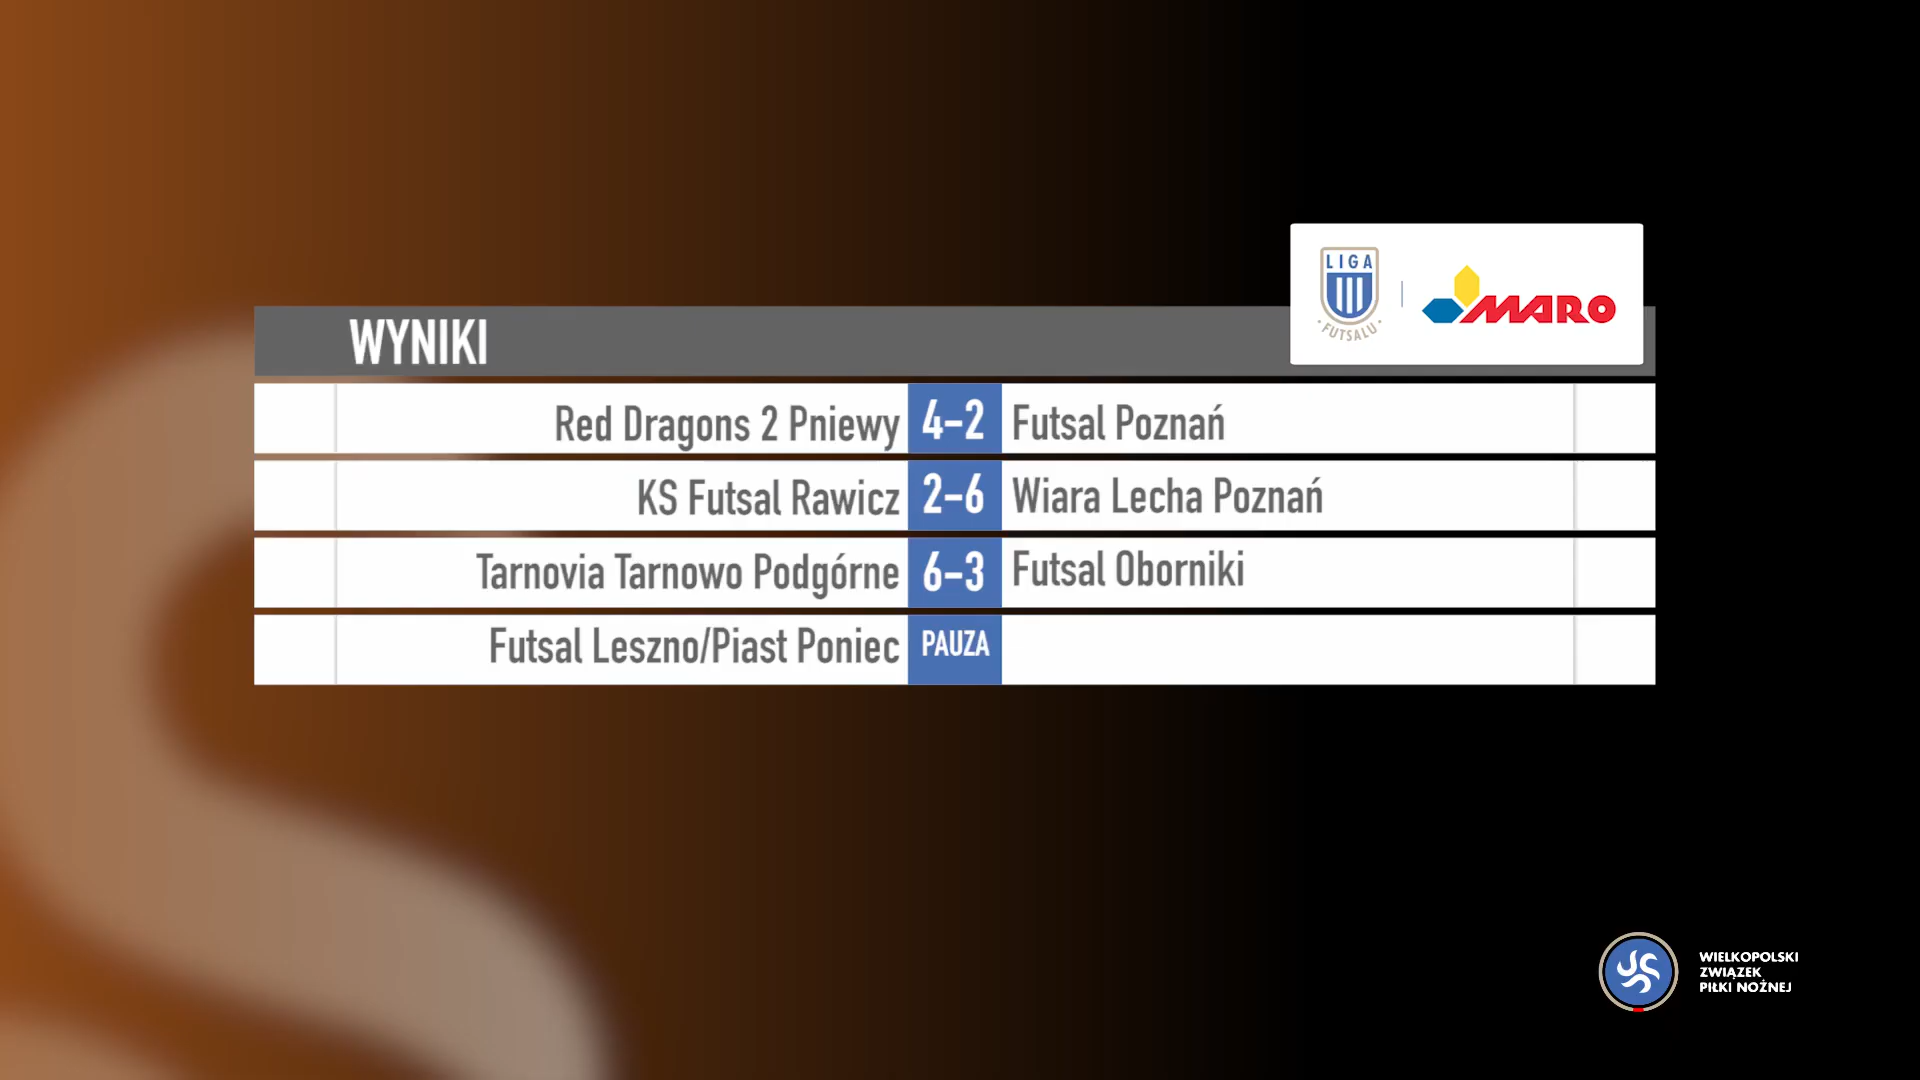 LIGA
FUTSALU
MARO
WYNIKI
Red Dragons 2 Pniewy 4-2 Futsal Poznań
KS Futsal Rawicz 2-6 Wiara Lecha Poznań
Tarnovia Tarnowo Podgórne 6-3 Futsal Oborniki
Futsal Leszno/Piast Poniec PAUZA
WIELKOPOLSKI
ZWIĄZEK
PIŁKI NOŻNEJ